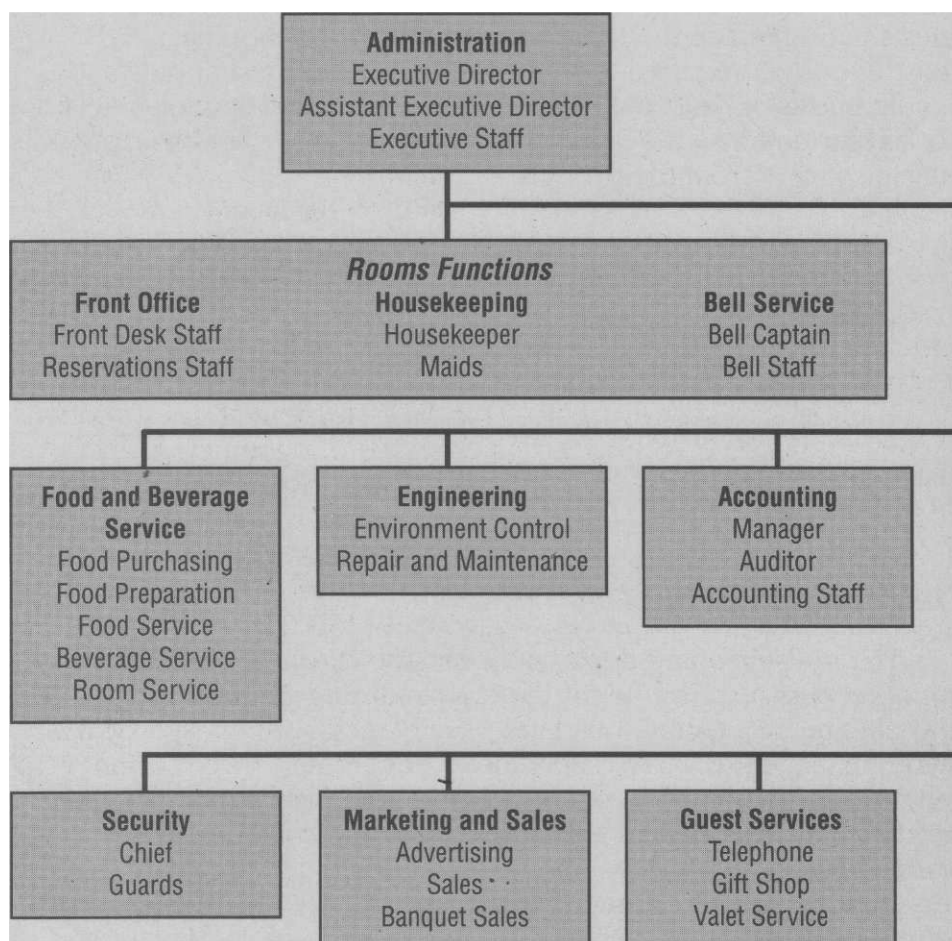 Administration
Executive Director
Assistant Executive Director
Executive Staff
Rooms Functions
Front Office
Front Desk Staff
Reservations Staff
Housekeeping
Housekeeper
Maids
Bell Service
Bell Captain
Bell Staff
Food and Beverage
Service
Food Purchasing
Food Preparation
Food Service
Beverage Service
Room Service
Engineering
Environment Control
Repair and Maintenance
Accounting
Manager
Auditor
Accounting Staff
Security
Chief
Guards
Marketing and Sales
Advertising
Sales
Banquet Sales
Guest Services
Telephone
Gift Shop
Valet Service